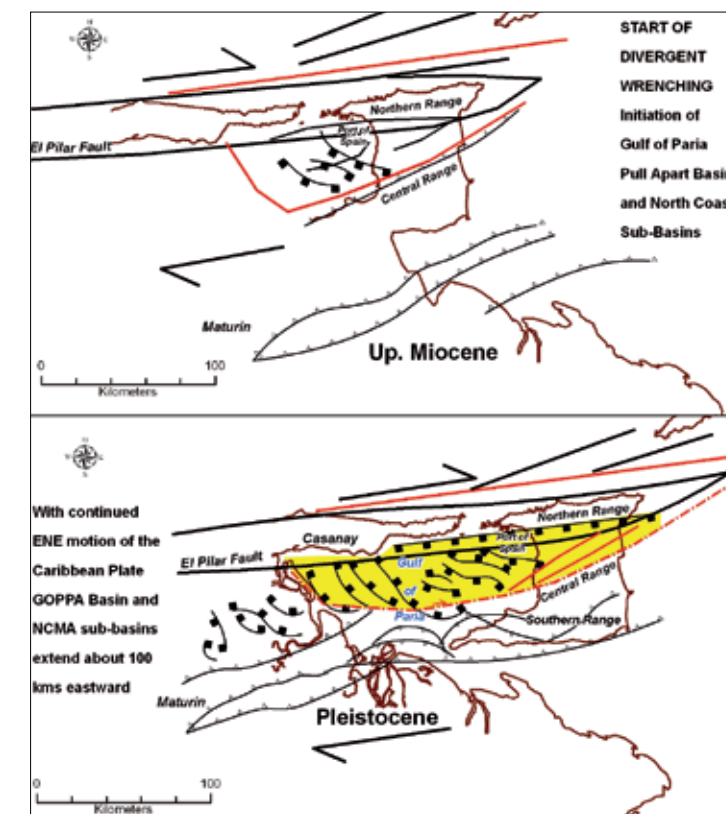 N
S
START OF
DIVERGENT
WRENCHING
Initiation of
Gulf of Paria
Pull Apart Basin
and North Coas
Sub-Basins
Northern Range
Port of
Spain
El Pilar Fault
Central Range
Maturin
Up. Miocene
0 100
Kilometers
N
S
With continued
ENE motion of the
Caribbean Plate
GOPPA Basin and
NCMA sub-basins
extend about 100
kms eastward
Northern Range
Casanay
Port of
Spain
El Pilar Fault
Gulf
of
Paria
Central Range
Southern Range
Maturin
Pleistocene
0 100
Kilometers